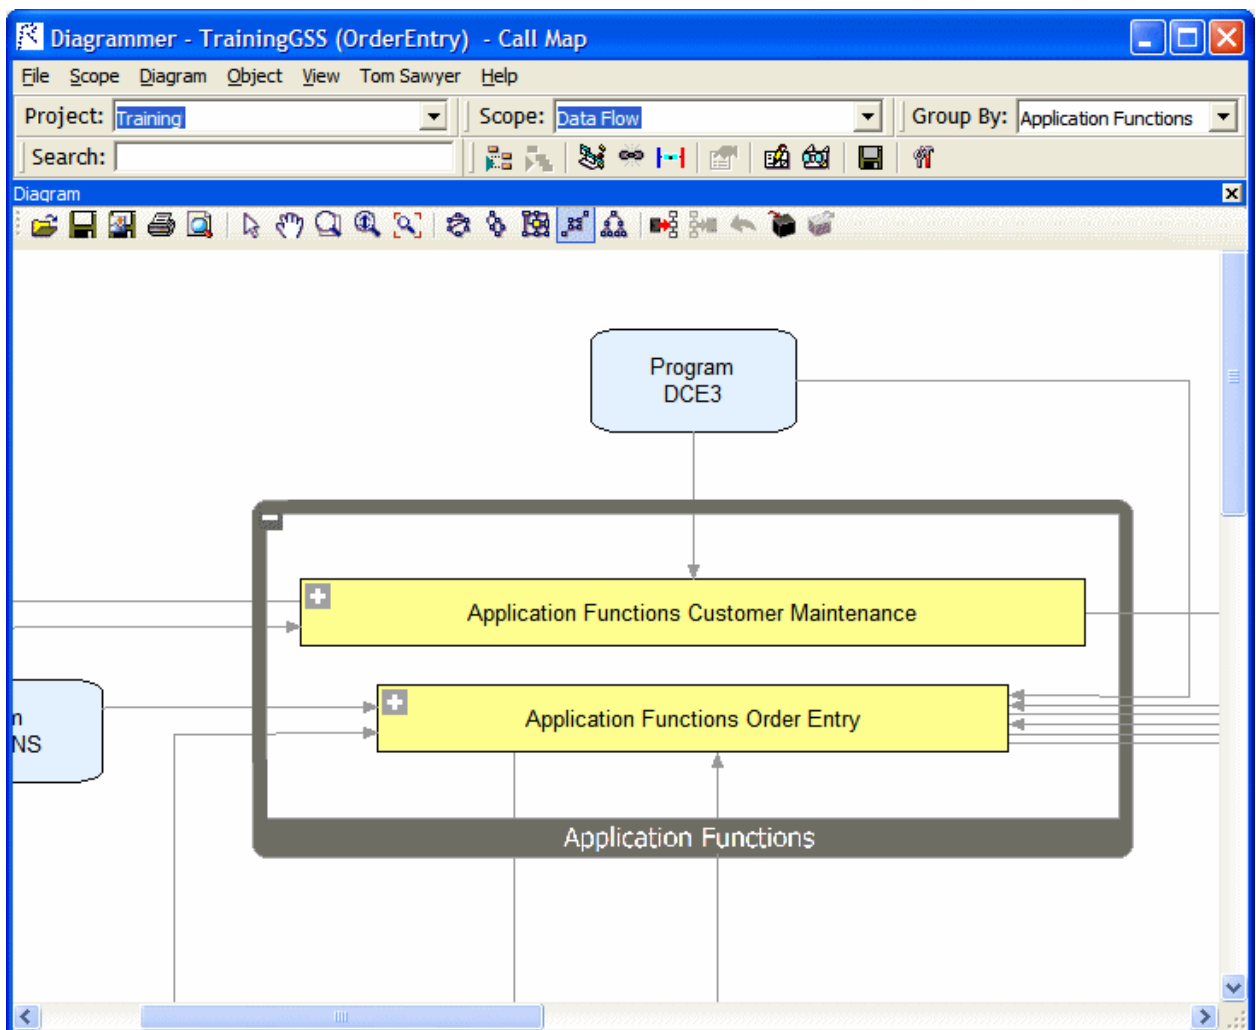 Diagrammer - TrainingGSS (OrderEntry) - Call Map
File Scope Diagram Object View Tom Sawyer Help
Project: Training Scope: Data Flow Group By: Application Functions
Search:
Diagram
Program
DCE3
Application Functions Customer Maintenance
Application Functions Order Entry
n
NS
Application Functions